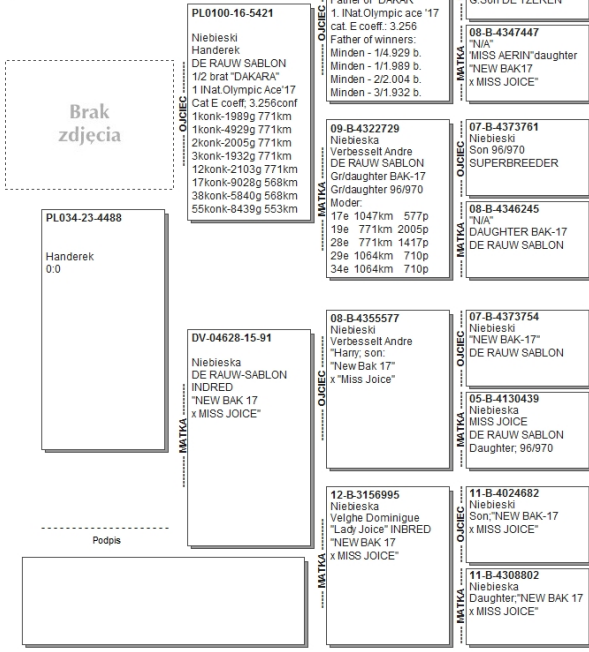 Brak
zdjęcia
PL034-23-4488
Handerek
0:0
Podpis
OJCIEC
PL0100-16-5421
Niebieski
Handerek
DE RAUW SABLON
1/2 brat "DAKARA"
1 INat.Olympic Ace'17
Cat E coeff; 3.256conf
1konk-1989g 771km
1konk-4929g 771km
2konk-2005g 771km
3konk-1932g 771km
12konk-2103g 771km
17konk-9028g 568km
38konk-5840g 568km
55konk-8439g 553km
MATKA
DV-04628-15-91
Niebieska
DE RAUW-SABLON
INDRED
"NEW BAK 17
x MISS JOICE"
OJCIEC
1. INat.Olympic ace '17
cat. E coeff.: 3.256
Father of winners:
Minden - 1/4.929 b.
Minden - 1/1.989 b.
Minden - 2/2.004 b.
Minden - 3/1.932 b.
MATKA
09-B-4322729
Niebieska
Verbesselt Andre
DE RAUW SABLON
Gr/daughter BAK-17
Gr/daughter 96/970
Moder:
17e 1047km 577p
19e 771km 2005p
28e 771km 1417p
29e 1064km 710p
34e 1064km 710p
OJCIEC
08-B-4355577
Niebieski
Verbesselt Andre
"Harry; son:
"New Bak 17"
x "Miss Joice"
MATKA
12-B-3156995
Niebieska
Velghe Dominigue
"Lady Joice" INBRED
"NEW BAK 17
x MISS JOICE"
MATKA
08-B-4347447
"N/A"
'MISS AERIN"daughter
"NEW BAK17
x MISS JOICE"
OJCIEC
07-B-4373761
Niebieski
Son 96/970
SUPERBREEDER
MATKA
08-B-4346245
"N/A"
DAUGHTER BAK-17
DE RAUW SABLON
OJCIEC
07-B-4373754
Niebieski
"NEW BAK-17"
DE RAUW SABLON
MATKA
05-B-4130439
Niebieska
MISS JOICE
DE RAUW SABLON
Daughter; 96/970
OJCIEC
11-B-4024682
Niebieski
Son;"NEW BAK-17
x MISS JOICE"
MATKA
11-B-4308802
Niebieska
Daughter;"NEW BAK 17
x MISS JOICE"